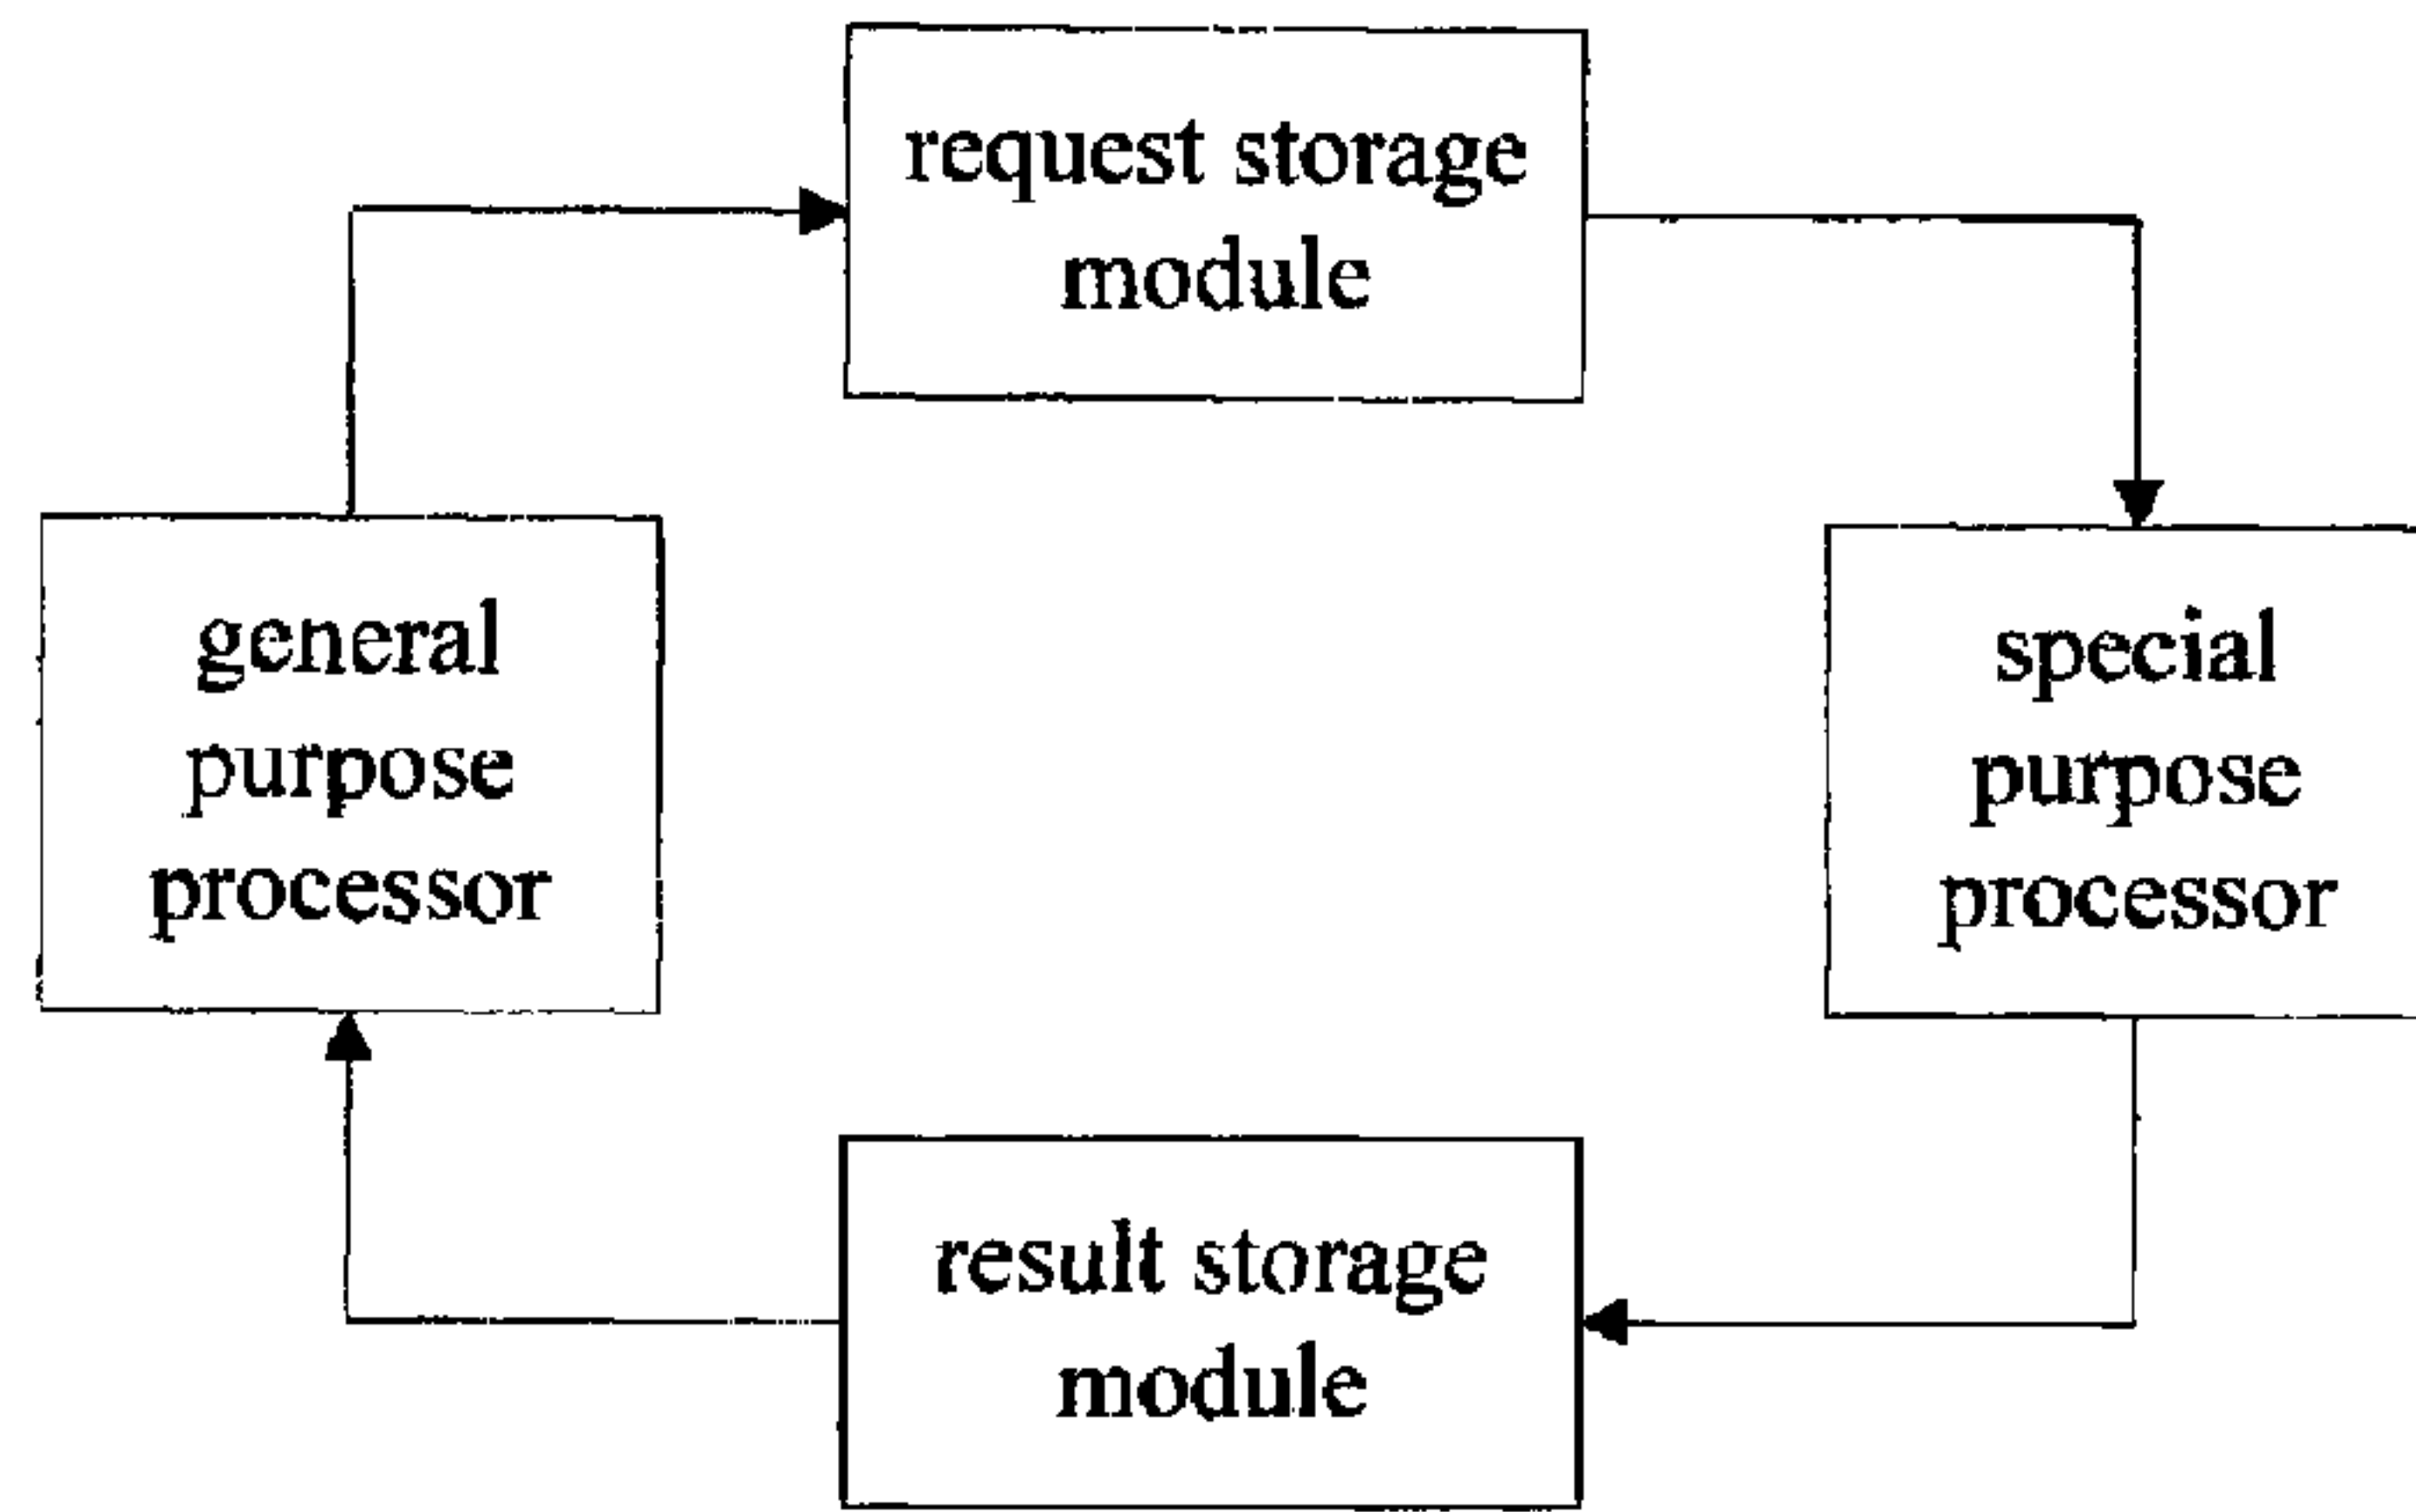 request storage
module
general
purpose
processor
special
purpose
processor
result storage
module